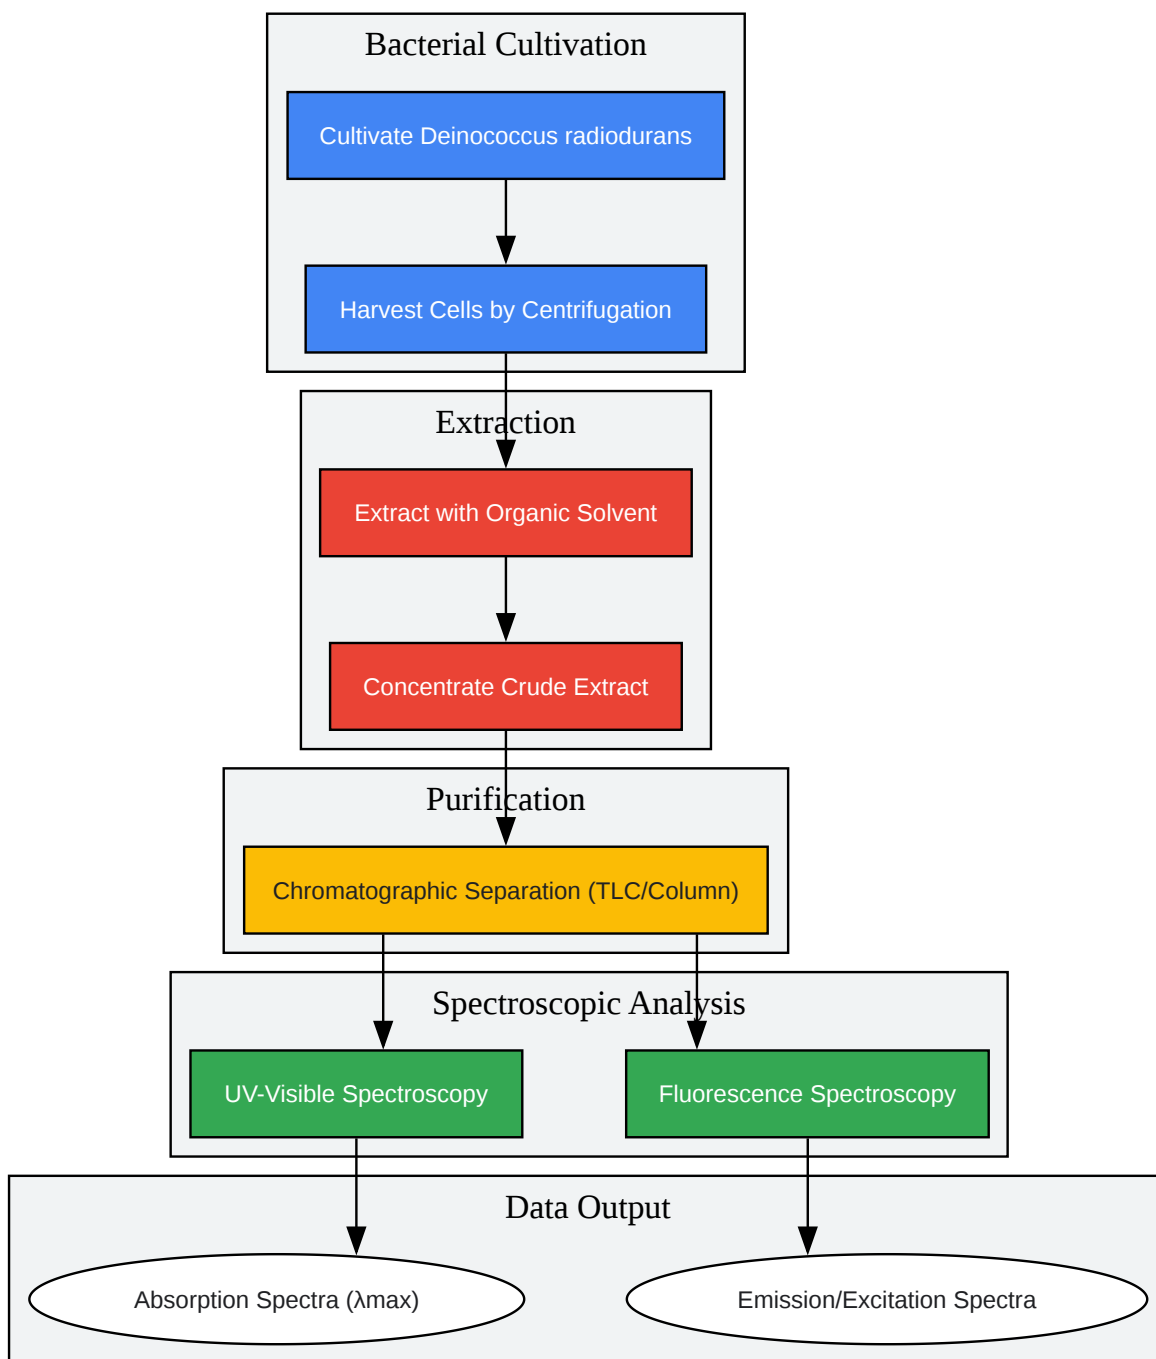 Bacterial Cultivation
Cultivate Deinococcus radiodurans
Harvest Cells by Centrifugation
Extraction
Extract with Organic Solvent
Concentrate Crude Extract
Purification
Chromatographic Separation (TLC/Column)
Spectroscopic Analysis
UV-Visible Spectroscopy
Fluorescence Spectroscopy
Data Output
Absorption Spectra (λmax)
Emission/Excitation Spectra